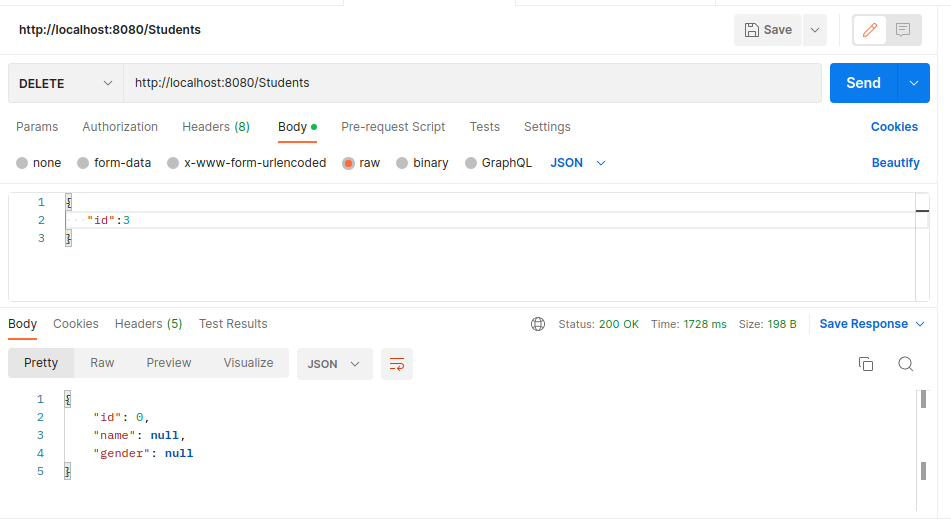 http://localhost:8080/Students Save
DELETE http://localhost:8080/Students Send
Params Authorization Headers (8) Body Pre-request Script Tests Settings Cookies
none form-data x-www-form-urlencoded raw binary GraphQL JSON Beautify
1 {
2 "id":3
3 }
Body Cookies Headers (5) Test Results Status: 200 OK Time: 1728 ms Size: 198 B Save Response
Pretty Raw Preview Visualize JSON
1 {
2 "id": 0,
3 "name": null,
4 "gender": null
5 }